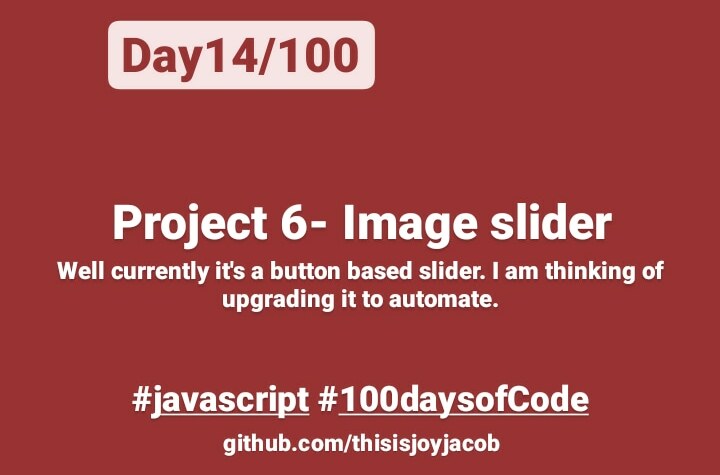 Day14/100
Project 6- Image slider
Well currently it's a button based slider. I am thinking of
upgrading it to automate.
#javascript #100daysofCode
github.com/thisisjoyjacob